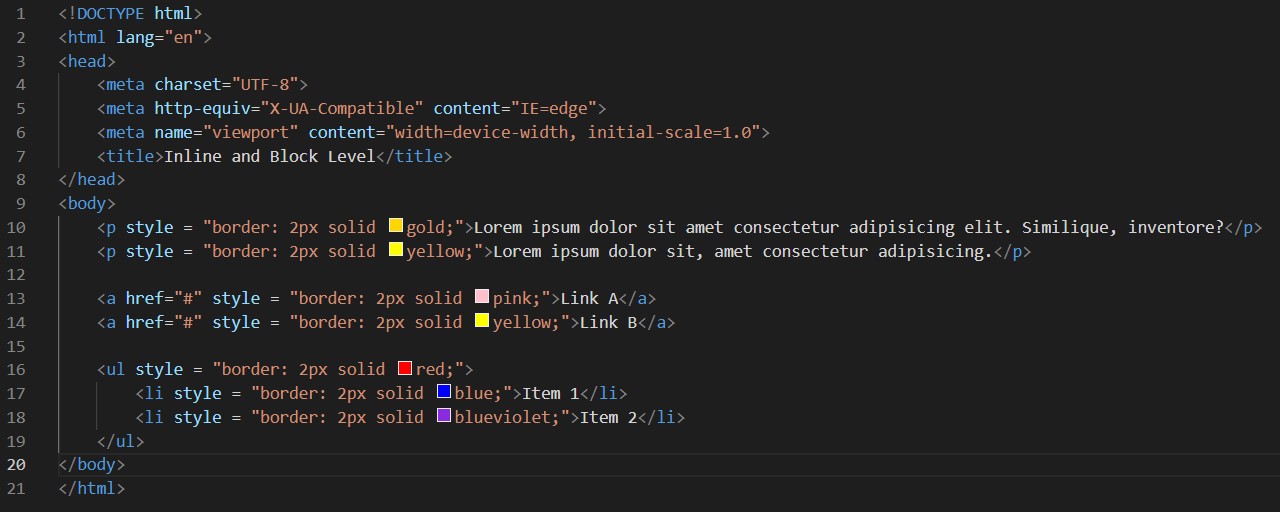 1 <!DOCTYPE html>
2 <html lang="en">
3 <head>
4     <meta charset="UTF-8">
5     <meta http-equiv="X-UA-Compatible" content="IE=edge">
6     <meta name="viewport" content="width=device-width, initial-scale=1.0">
7     <title>Inline and Block Level</title>
8 </head>
9 <body>
10     <p style = "border: 2px solid gold;">Lorem ipsum dolor sit amet consectetur adipisicing elit. Similique, inventore?</p>
11     <p style = "border: 2px solid yellow;">Lorem ipsum dolor sit, amet consectetur adipisicing.</p>
12
13     <a href="#" style = "border: 2px solid pink;">Link A</a>
14     <a href="#" style = "border: 2px solid yellow;">Link B</a>
15
16     <ul style = "border: 2px solid red;">
17         <li style = "border: 2px solid blue;">Item 1</li>
18         <li style = "border: 2px solid blueviolet;">Item 2</li>
19     </ul>
20 </body>
21 </html>